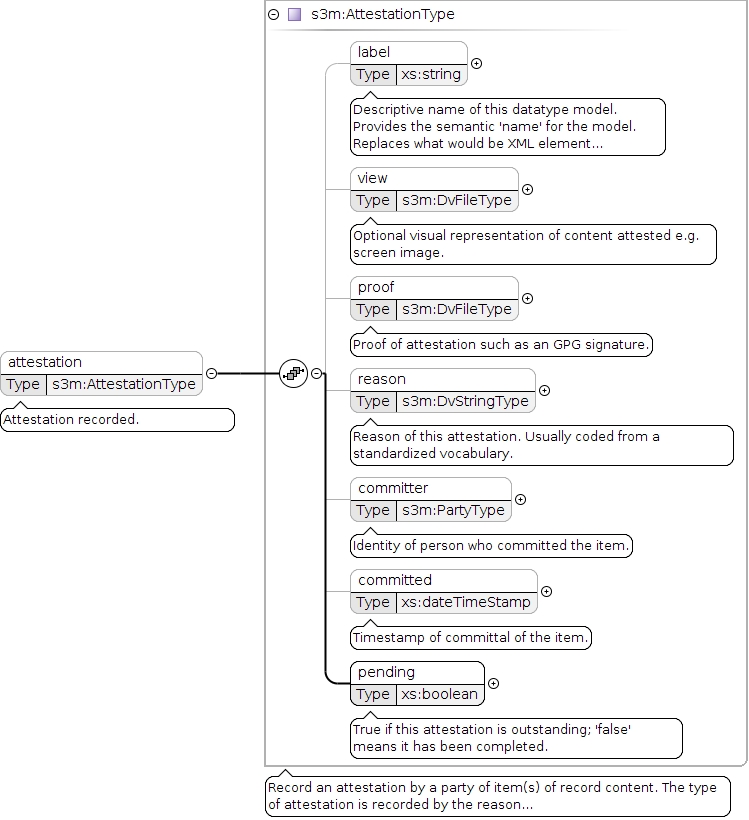 s3m:AttestationType
label
Type xs:string
Descriptive name of this datatype model.
Provides the semantic 'name' for the model.
Replaces what would be XML element...
view
Type s3m:DvFileType
Optional visual representation of content attested e.g.
screen image.
proof
Type s3m:DvFileType
Proof of attestation such as an GPG signature.
attestation
Type s3m:AttestationType
Attestation recorded.
reason
Type s3m:DvStringType
Reason of this attestation. Usually coded from a
standardized vocabulary.
committer
Type s3m:PartyType
Identity of person who committed the item.
committed
Type xs:dateTimeStamp
Timestamp of committal of the item.
pending
Type xs:boolean
True if this attestation is outstanding; 'false'
means it has been completed.
Record an attestation by a party of item(s) of record content. The type
of attestation is recorded by the reason...